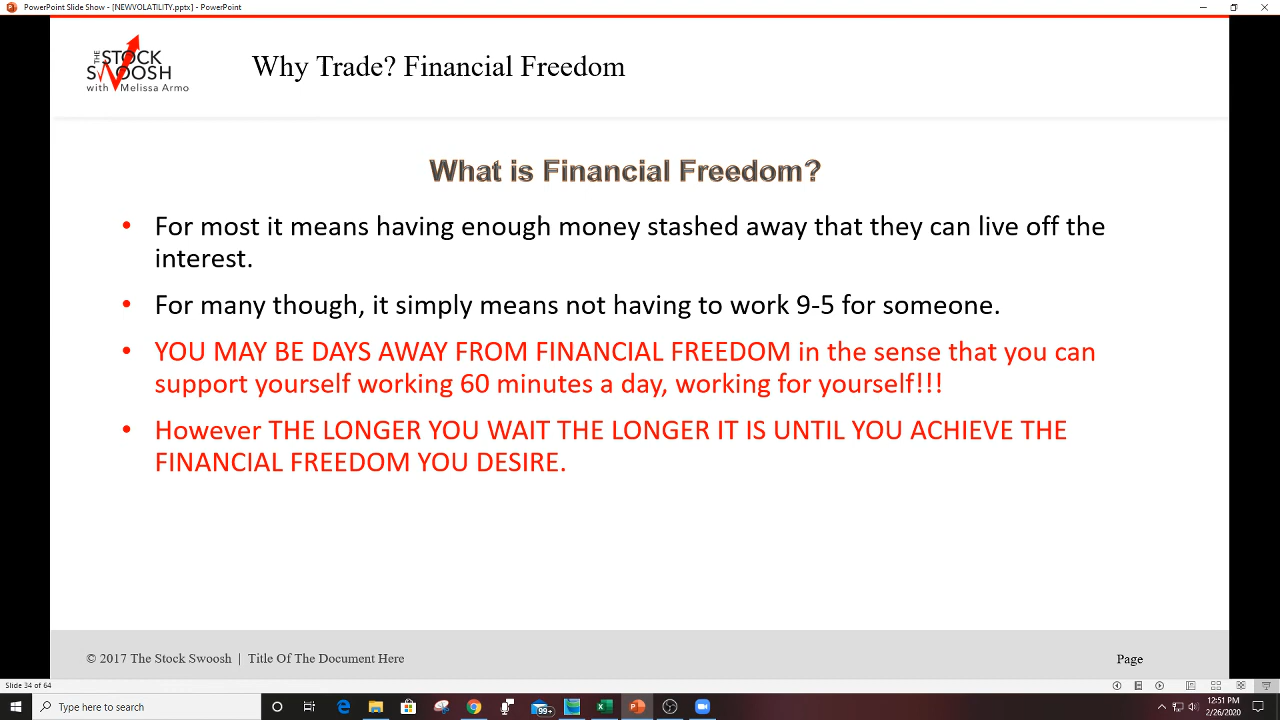 PowerPoint Slide Show - [NEWVOLATILITY.pptx] - PowerPoint
THE
STOCK
SWOOSH
with Melissa Armo
Why Trade? Financial Freedom
What is Financial Freedom?
• For most it means having enough money stashed away that they can live off the
interest.
• For many though, it simply means not having to work 9-5 for someone.
• YOU MAY BE DAYS AWAY FROM FINANCIAL FREEDOM in the sense that you can
support yourself working 60 minutes a day, working for yourself!!!
• However THE LONGER YOU WAIT THE LONGER IT IS UNTIL YOU ACHIEVE THE
FINANCIAL FREEDOM YOU DESIRE.
© 2017 The Stock Swoosh | Title Of The Document Here
Page
Slide 34 of 64
Type here to search
99+
12:51 PM
2/26/2020